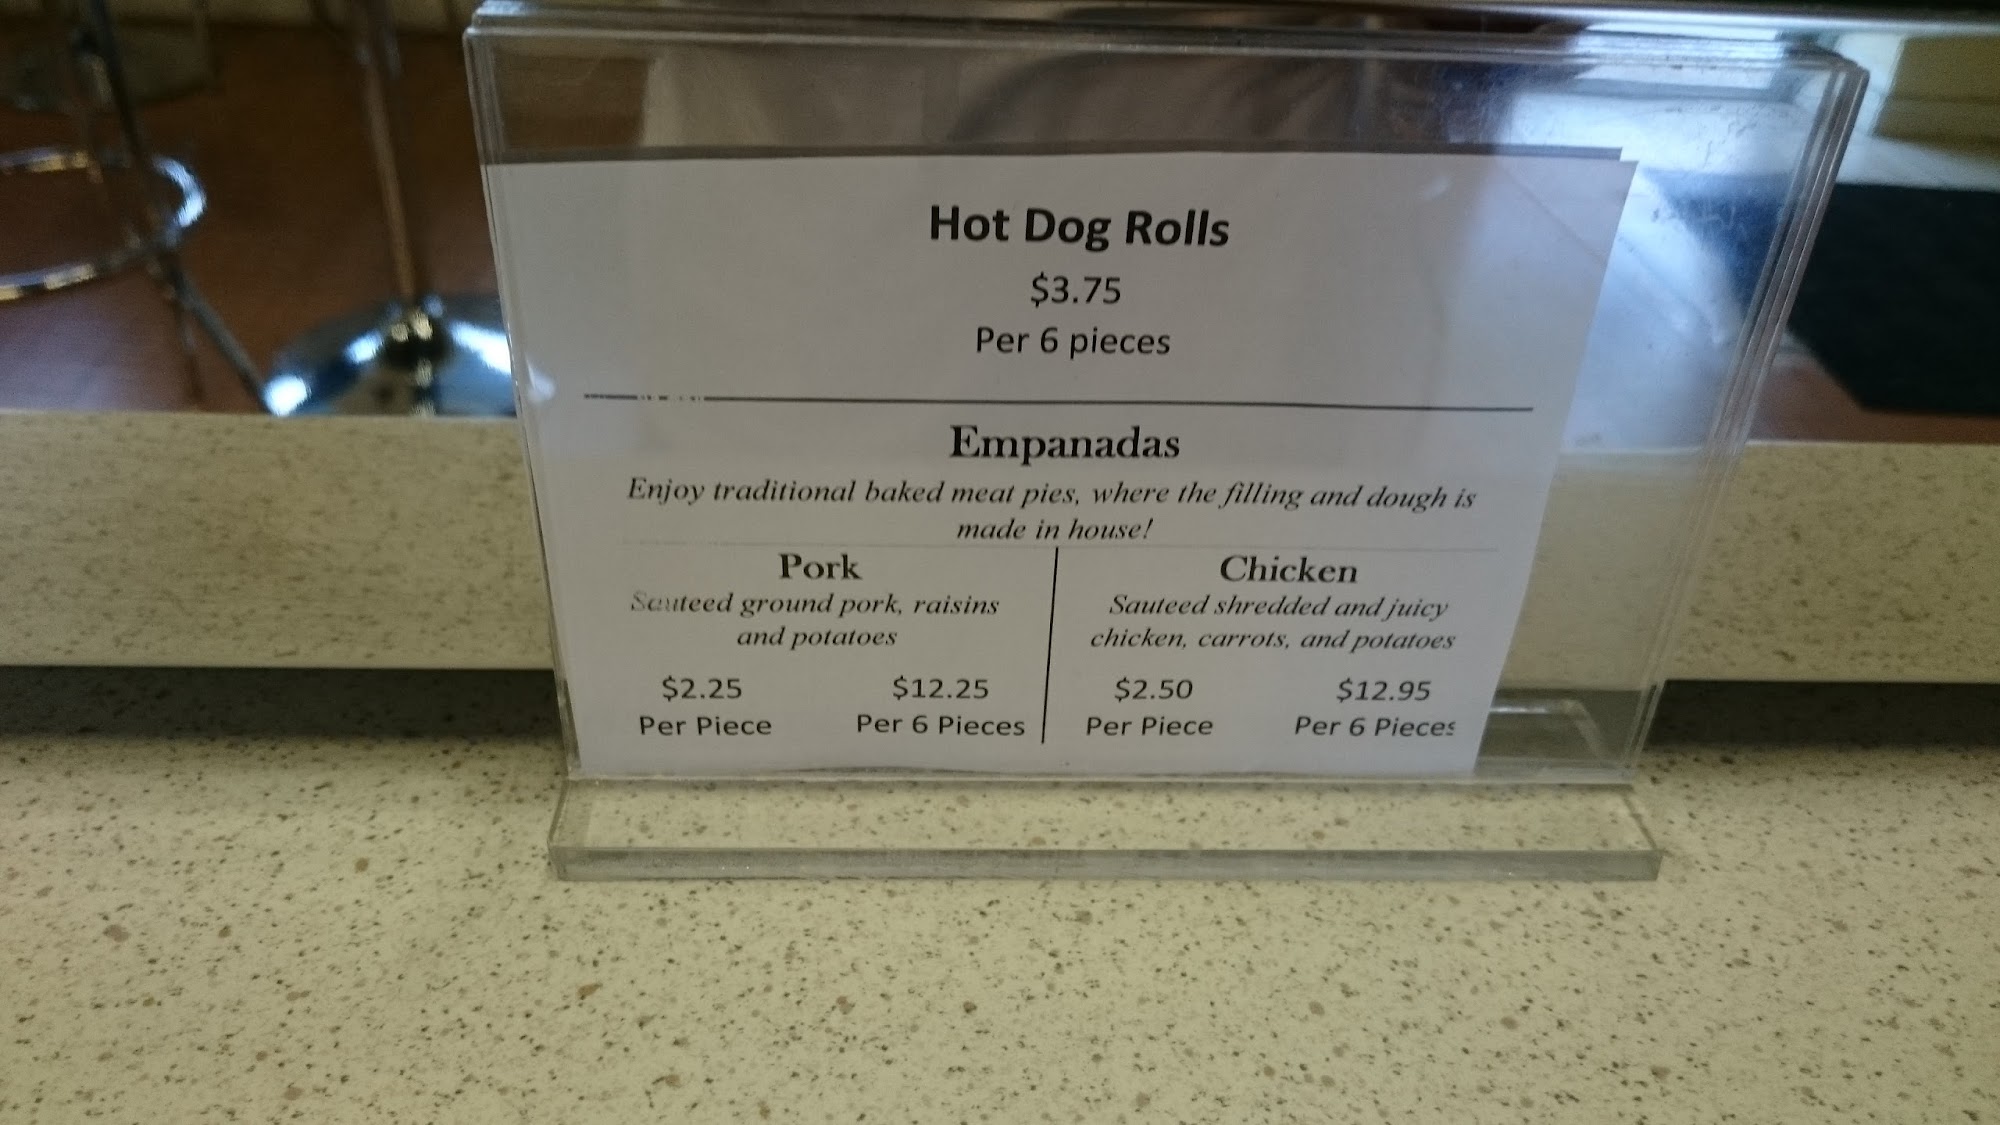 Hot Dog Rolls
$3.75
Per 6 pieces
Empanadas
Enjoy traditional baked meat pies, where the filling and dough is
made in house!
Pork
Sauteed ground pork, raisins
and potatoes
$2.25 $12.25
Per Piece Per 6 Pieces
Chicken
Sauteed shredded and juicy
chicken, carrots, and potatoes
$2.50 $12.95
Per Piece Per 6 Pieces